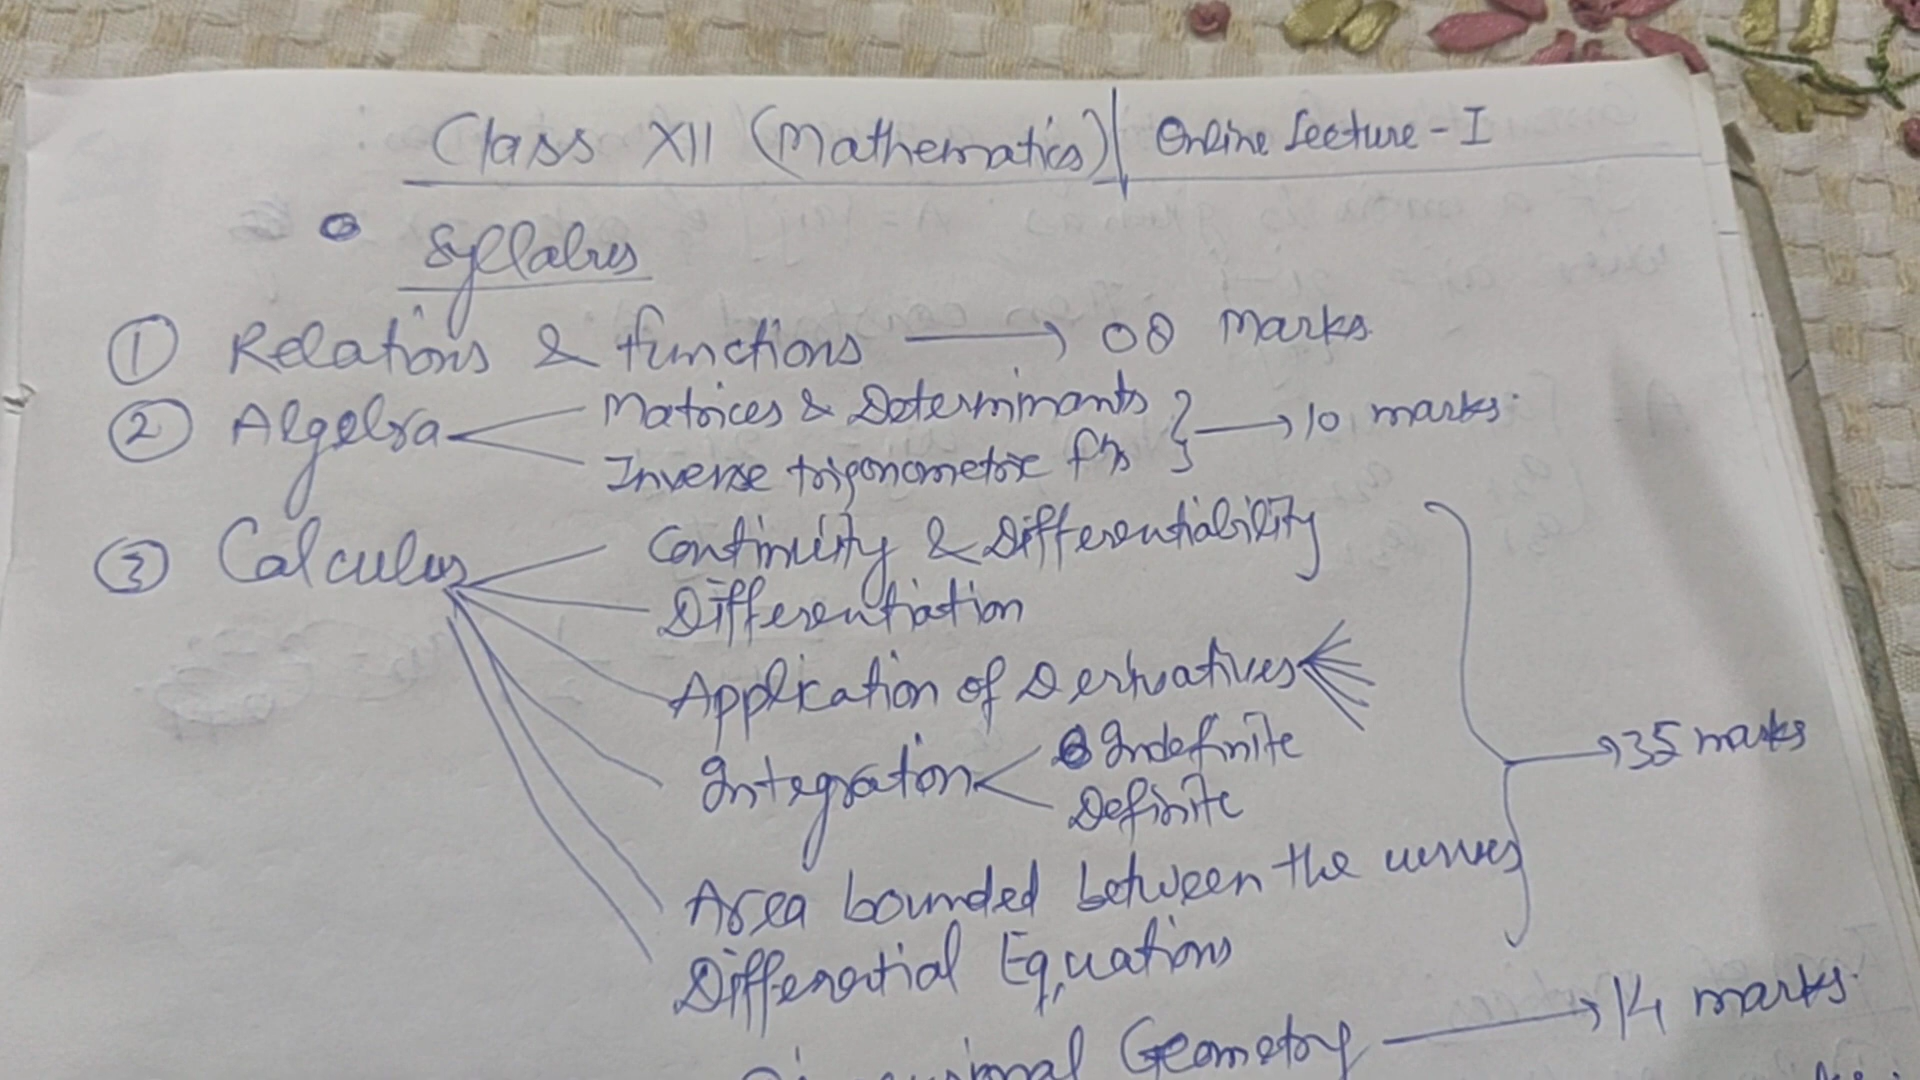 Class XII (Mathematics) | Online Lecture - I
Syllabus
① Relations & functions → 08 Marks
② Algebra
Matrices & Determinants
Inverse trigonometric fns } → 10 marks
③ Calculus
Continuity & Differentiability
Differentiation
Application of Derivatives
Integration
Indefinite
Definite
→ 35 marks
Area bounded between the curves
Differential Equations
Geometry → 14 marks